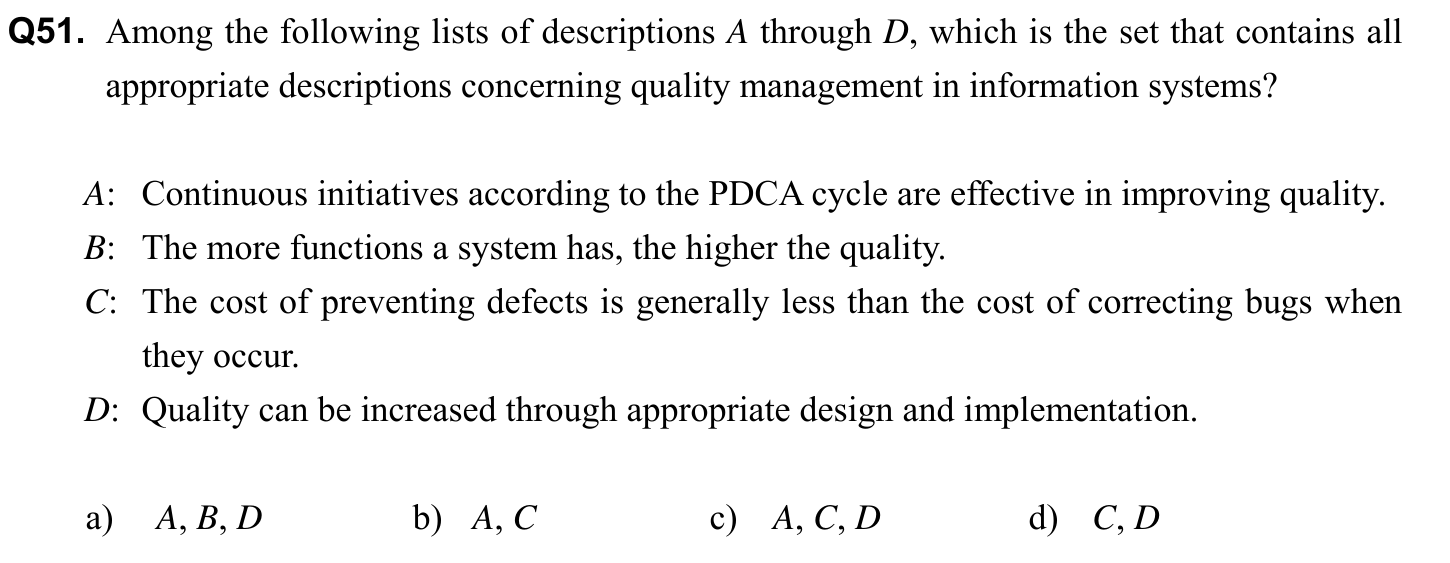 Q51. Among the following lists of descriptions A through D, which is the set that contains all
appropriate descriptions concerning quality management in information systems?
A: Continuous initiatives according to the PDCA cycle are effective in improving quality.
B: The more functions a system has, the higher the quality.
C: The cost of preventing defects is generally less than the cost of correcting bugs when
they occur.
D: Quality can be increased through appropriate design and implementation.
a) A, B, D b) A, C c) A, C, D d) C, D